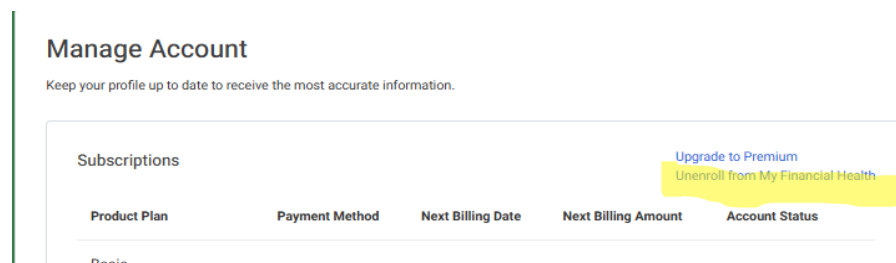 Manage Account
Keep your profile up to date to receive the most accurate information.
Subscriptions
Upgrade to Premium
Unenroll from My Financial Health
Product Plan Payment Method Next Billing Date Next Billing Amount Account Status